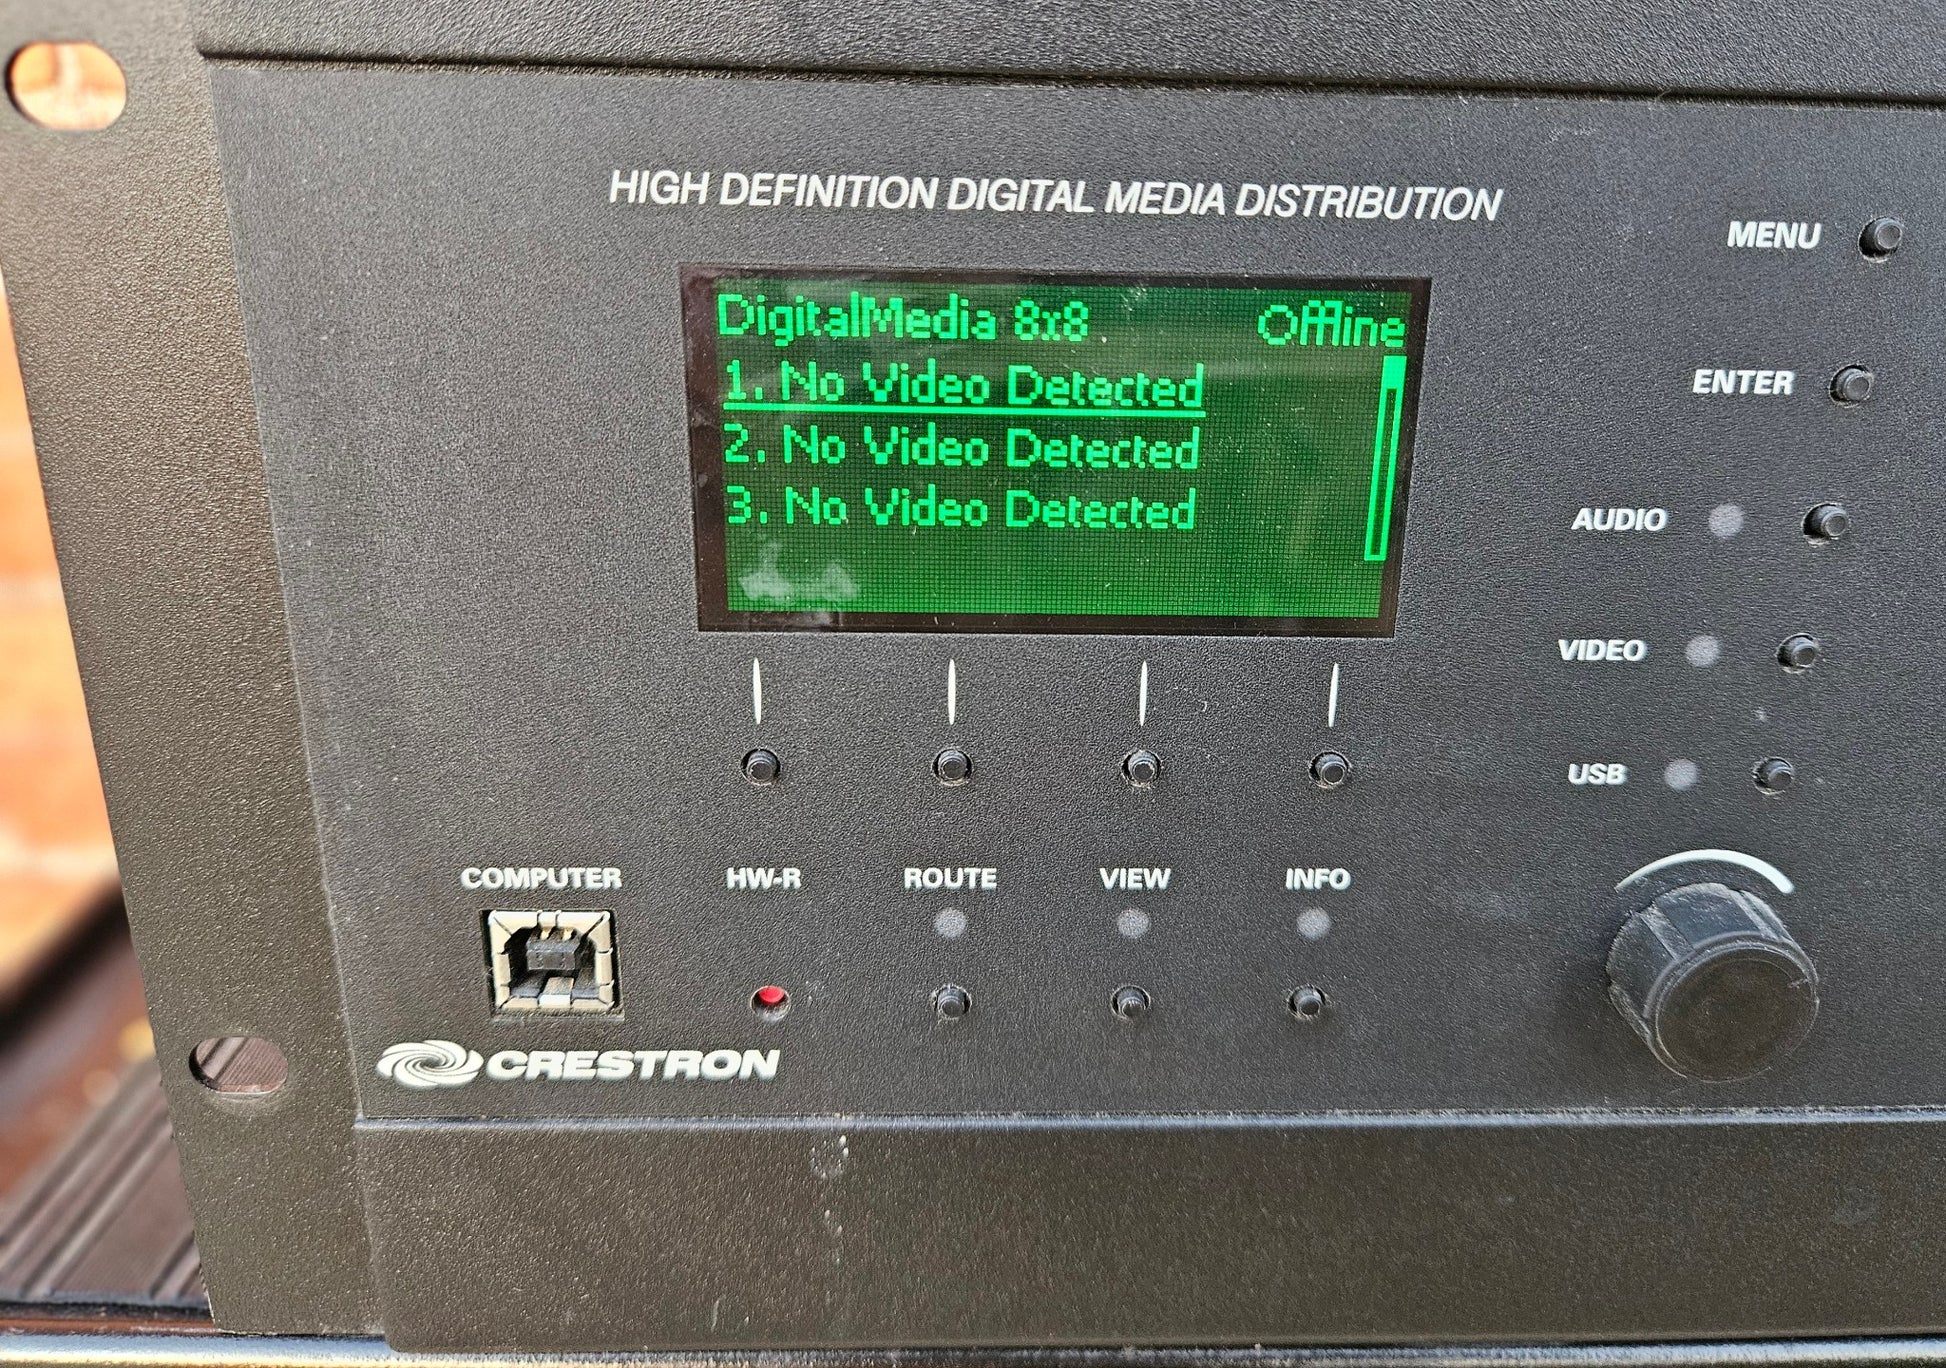 HIGH DEFINITION DIGITAL MEDIA DISTRIBUTION
MENU
DigitalMedia 8x8 Offline
1. No Video Detected
ENTER
2. No Video Detected
3. No Video Detected
AUDIO
VIDEO
USB
COMPUTER HW-R ROUTE VIEW INFO
CRESTRON